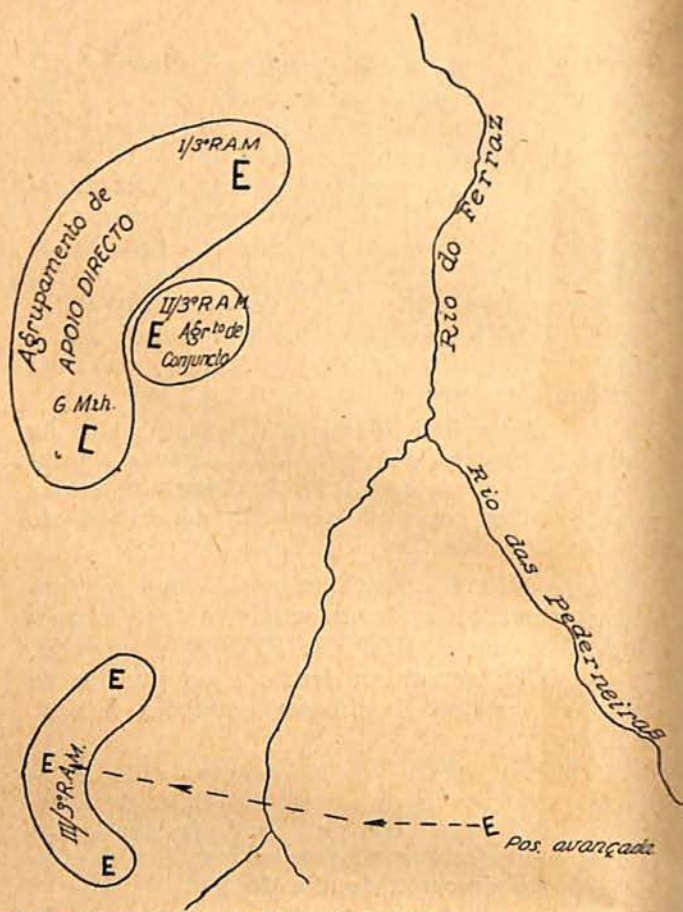 I/3º R.A.M
E
Agrupamento de
APOIO DIRECTO
II/3º R.A.M.
E Agr.to de
Conjuncto
G. Mth.
E
Rio do Ferraz
Rio das Pederneiras
E
E
III/3º R.A.M.
E
E
Pos. avançada